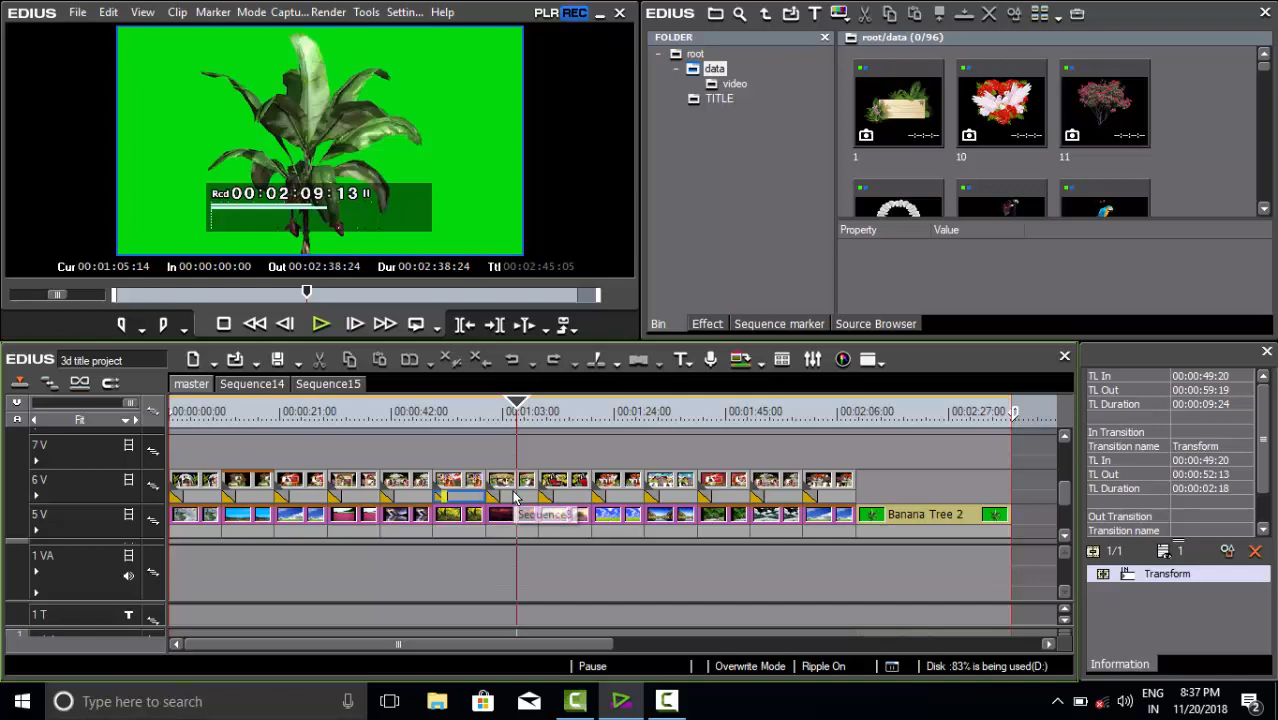 File Edit View Clip Marker Mode Captu... Render Tools Settin... Help PLR REC
Rcd 00:02:09:13
Cur 00:01:05:14 In 00:00:00:00 Out 00:02:38:24 Dur 00:02:38:24 Ttl 00:02:45:05
EDIUS
FOLDER
root
data
video
TITLE
root/data (0/96)
1 10 11
Property Value
Bin Effect Sequence marker Source Browser
EDIUS 3d title project
master Sequence14 Sequence15
00:00:00:00 00:00:21:00 00:00:42:00 00:01:03:00 00:01:24:00 00:01:45:00 00:02:06:00 00:02:27:00
Fit
7 V
6 V
5 V
Banana Tree 2
1 VA
1 T
1
Pause Overwrite Mode Ripple On Disk :83% is being used(D:)
TL In 00:00:49:20
TL Out 00:00:59:19
TL Duration 00:00:09:24
In Transition
Transition name Transform
TL In 00:00:49:20
TL Out 00:00:52:13
TL Duration 00:00:02:18
Out Transition
Transition name
1/1 1
Transform
Information
Type here to search
ENG
IN
8:37 PM
11/20/2018
2